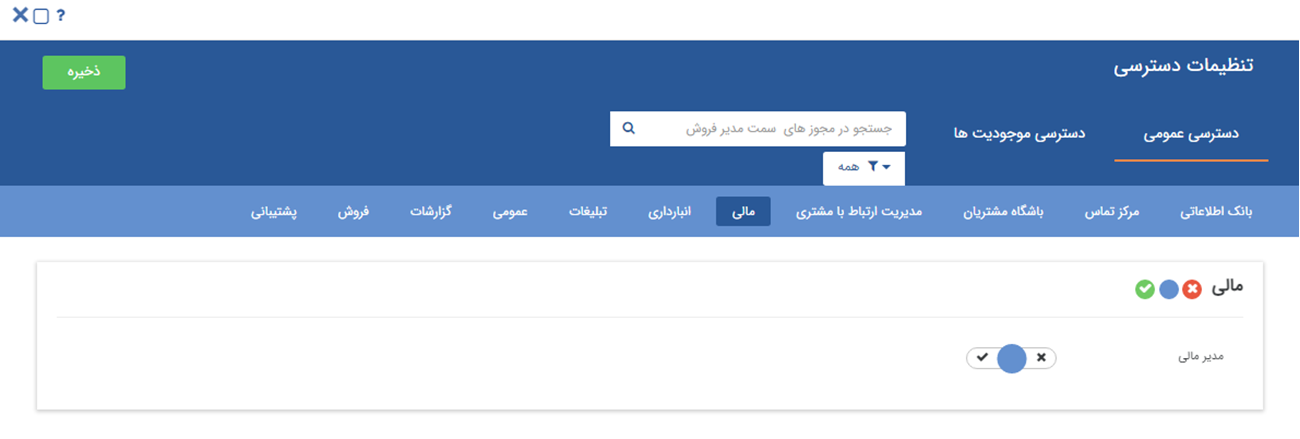 ?
تنظیمات دسترسی
ذخیره
دسترسی عمومی
دسترسی موجودیت ها
جستجو در مجوز های سمت مدیر فروش
همه
بانک اطلاعاتی مرکز تماس باشگاه مشتریان مدیریت ارتباط با مشتری مالی انبارداری تبلیغات عمومی گزارشات فروش پشتیبانی
مالی
مدیر مالی